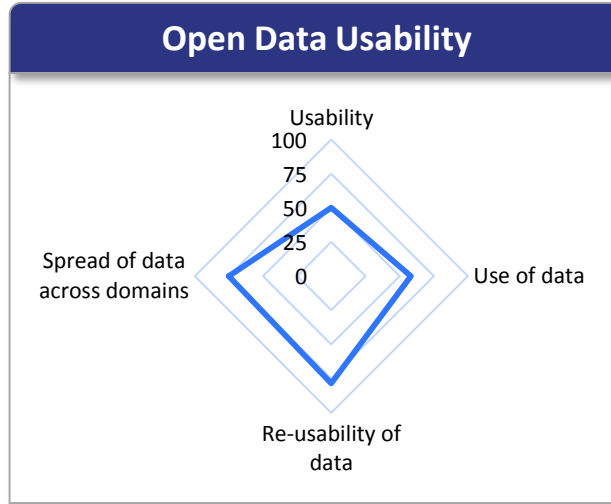 Open Data Usability
Usability
100
75
50
25
0
Spread of data
across domains
Use of data
Re-usability of
data